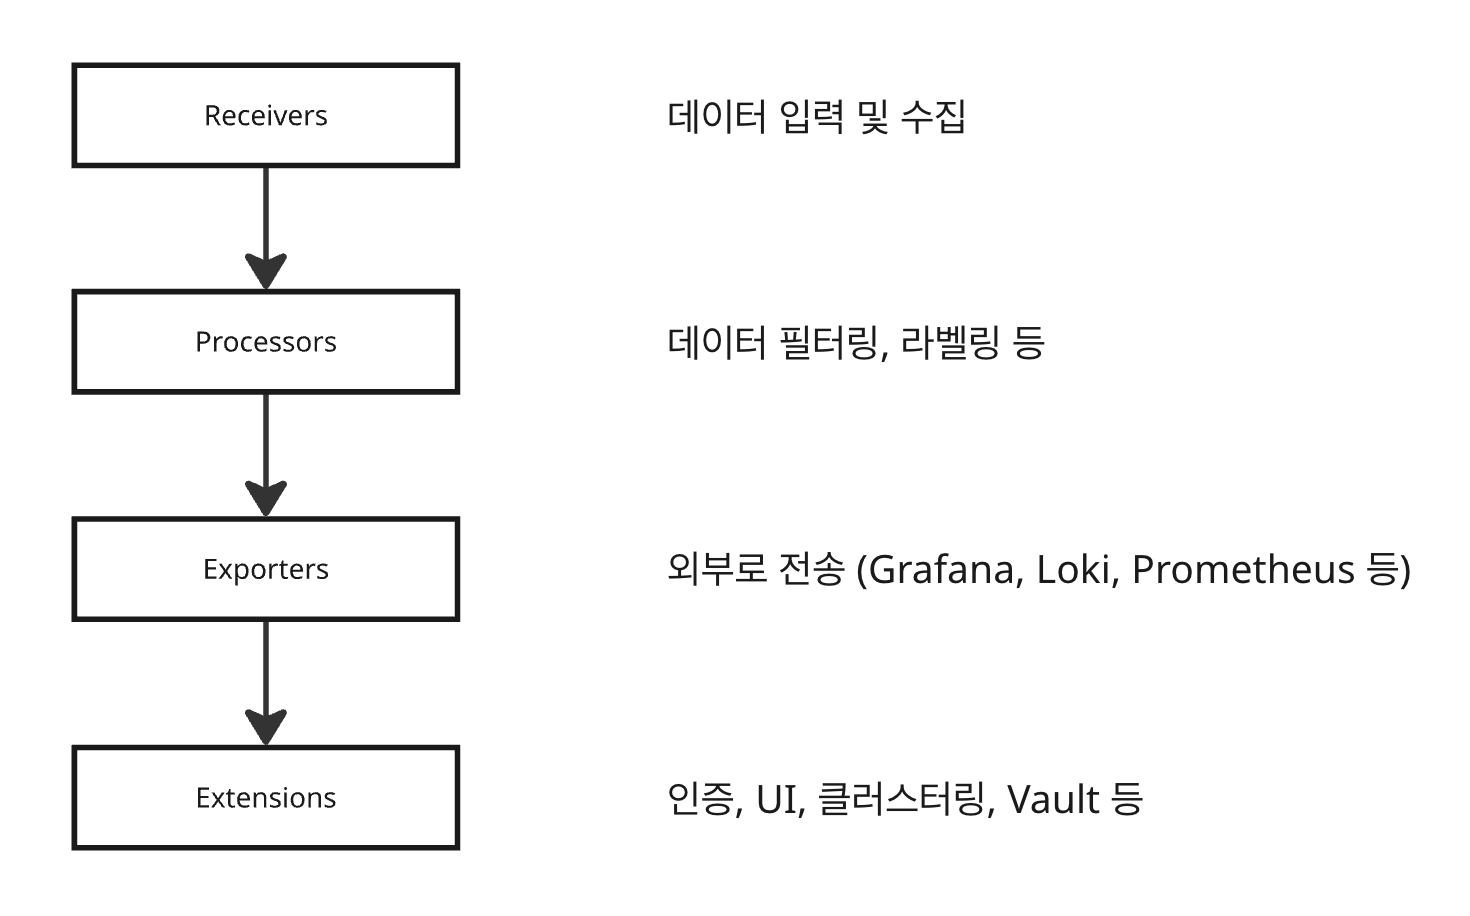 Receivers
데이터 입력 및 수집
Processors
데이터 필터링, 라벨링 등
Exporters
외부로 전송 (Grafana, Loki, Prometheus 등)
Extensions
인증, UI, 클러스터링, Vault 등